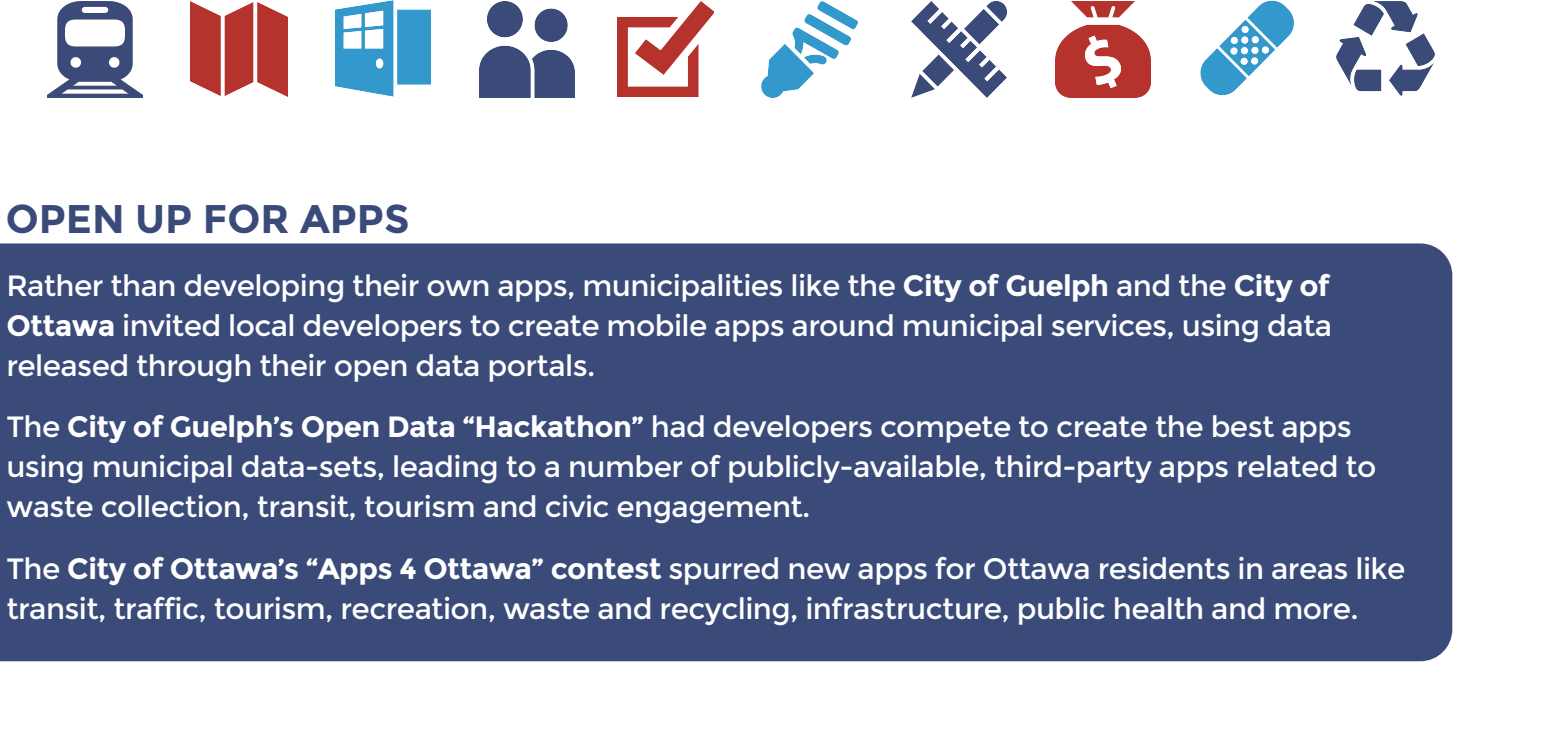 OPEN UP FOR APPS
Rather than developing their own apps, municipalities like the City of Guelph and the City of
Ottawa invited local developers to create mobile apps around municipal services, using data
released through their open data portals.
The City of Guelph’s Open Data “Hackathon” had developers compete to create the best apps
using municipal data-sets, leading to a number of publicly-available, third-party apps related to
waste collection, transit, tourism and civic engagement.
The City of Ottawa’s “Apps 4 Ottawa” contest spurred new apps for Ottawa residents in areas like
transit, traffic, tourism, recreation, waste and recycling, infrastructure, public health and more.